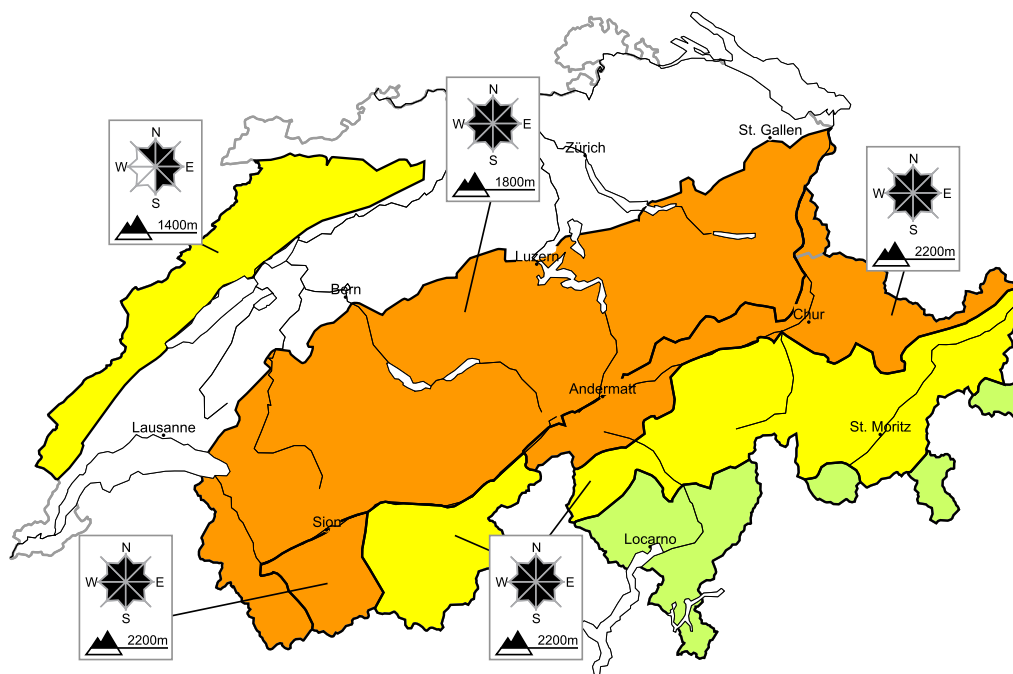 N
W E
S
1800m
N
W E
S
1400m
St. Gallen
Zürich
N
W E
S
2200m
Luzern
Bern
Chur
Andermatt
Lausanne
St. Moritz
Sion
Locarno
N
W E
S
2200m
N
W E
S
2200m